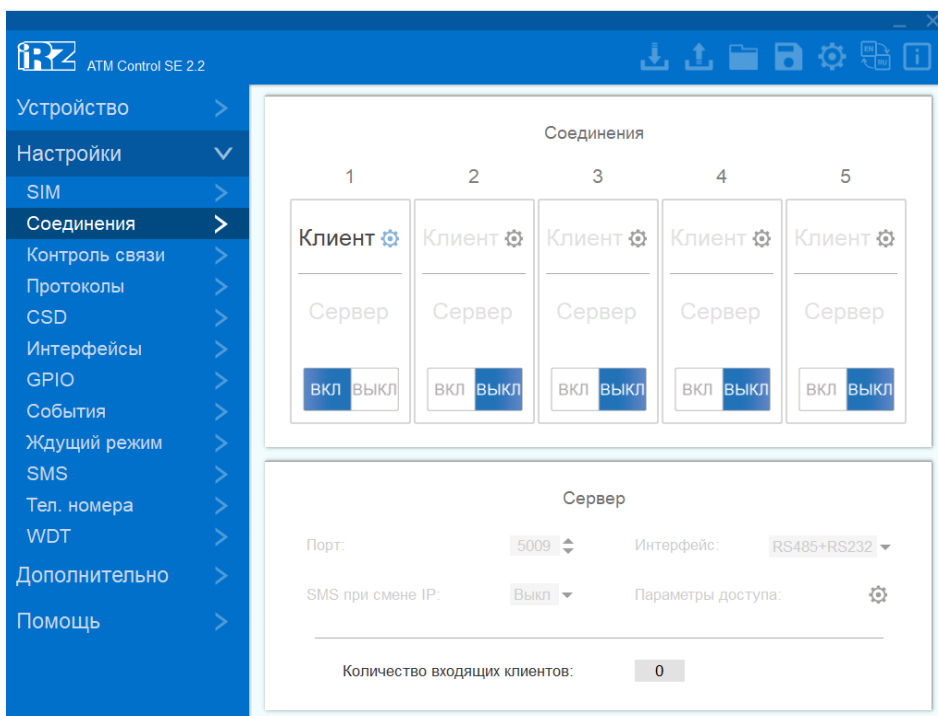 iRZ ATM Control SE 2.2
EN
RU
Устройство
Настройки
SIM
Соединения
Контроль связи
Протоколы
CSD
Интерфейсы
GPIO
События
Ждущий режим
SMS
Тел. номера
WDT
Дополнительно
Помощь
Соединения
1 2 3 4 5
Клиент Клиент Клиент Клиент Клиент
Сервер Сервер Сервер Сервер Сервер
ВКЛ ВЫКЛ ВКЛ ВЫКЛ ВКЛ ВЫКЛ ВКЛ ВЫКЛ ВКЛ ВЫКЛ
Сервер
Порт: 5009 Интерфейс: RS485+RS232
SMS при смене IP: Выкл Параметры доступа:
Количество входящих клиентов: 0